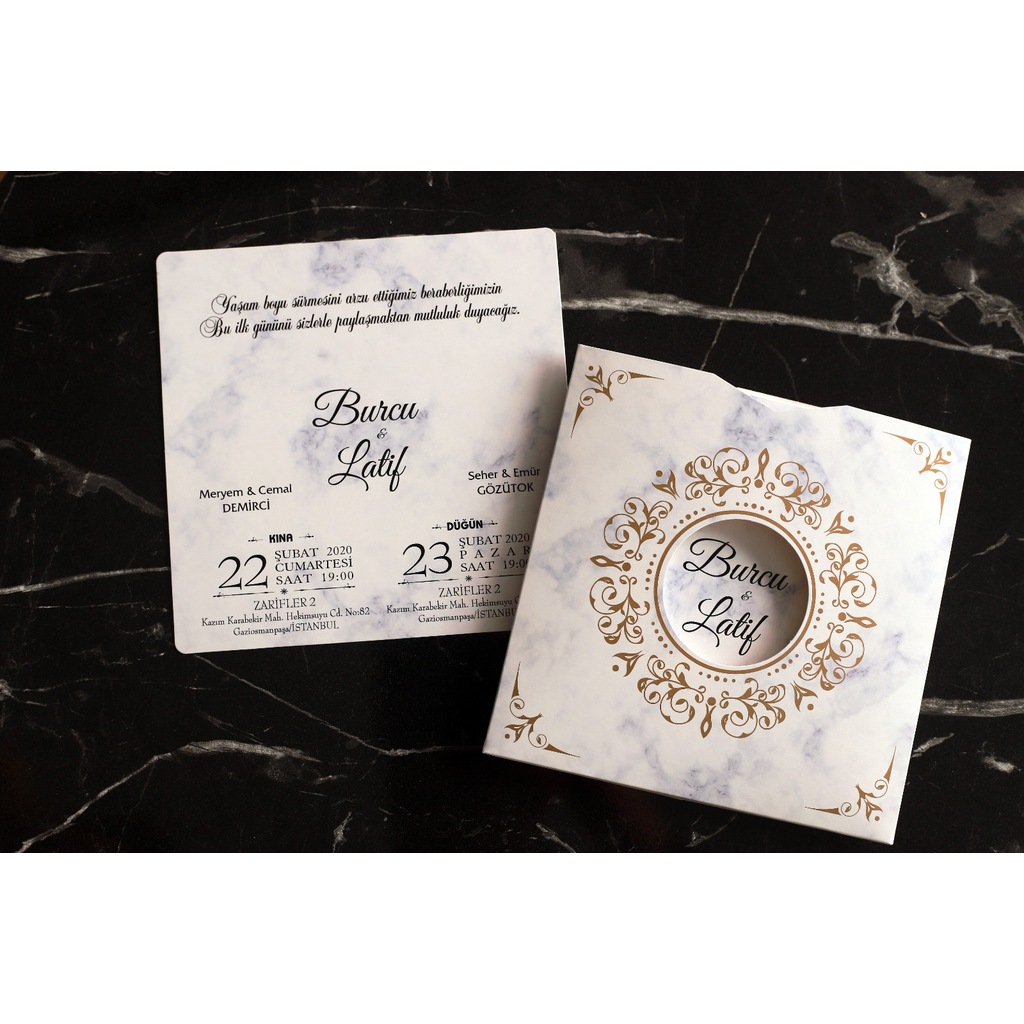 Yaşam boyu sürmesini arzu ettiğimiz beraberliğimizin
Bu ilk gününü sizlerle paylaşmaktan mutluluk duyacağız.
Burcu
&
Latif
Meryem & Cemal
DEMİRCİ
Seher & Emür
GÖZÜTOK
KINA
22
ŞUBAT 2020
CUMARTESİ
SAAT 19:00
ZARİFLER 2
Kazım Karabekir Mah. Hekimsuyu Cd. No:82
Gaziosmanpaşa/İSTANBUL
DÜĞÜN
23
ŞUBAT 2020
PAZAR
SAAT 19:0
ZARİFLER 2
Kazım Karabekir Mah. Hekimsuyu
Gaziosmanpaşa/İSTANBUL
Burcu
&
Latif